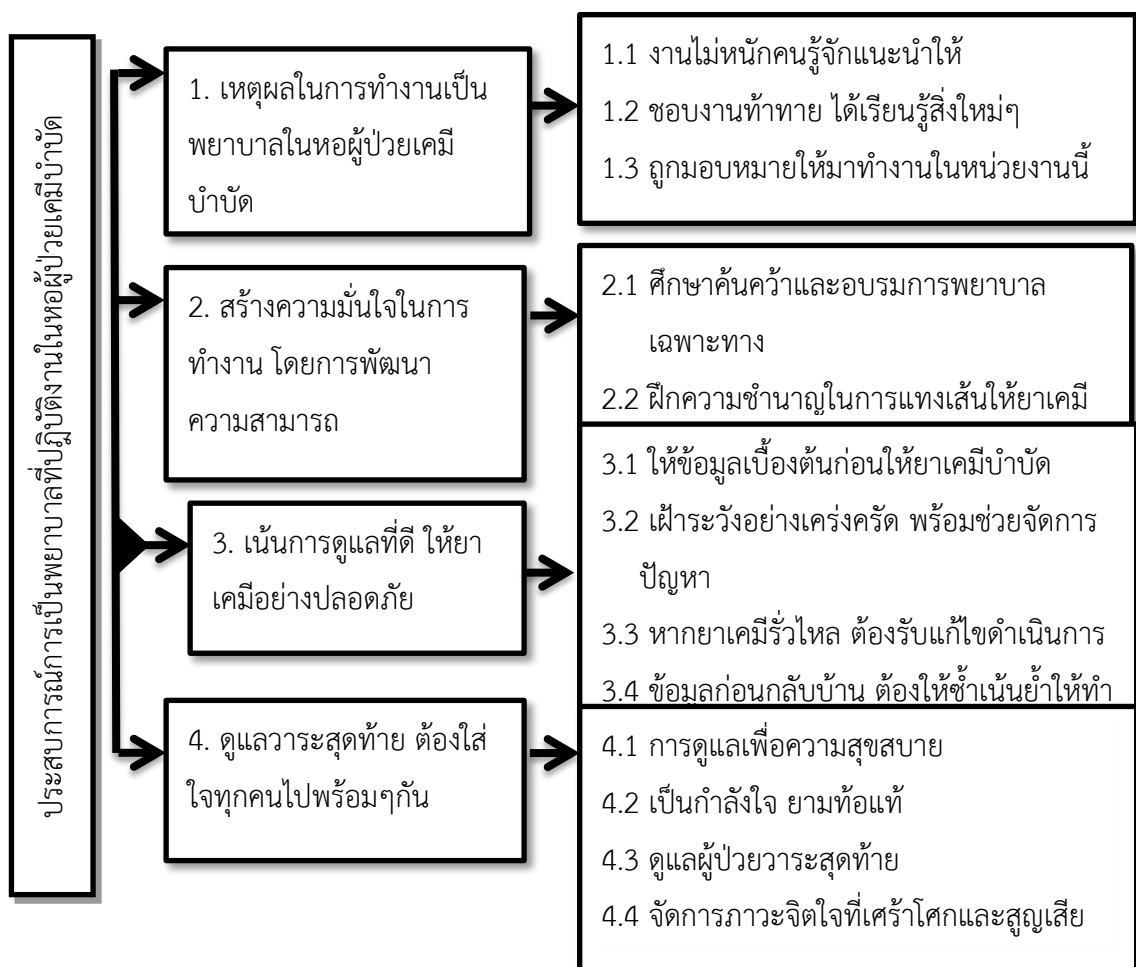 ประสบการณ์การเป็นพยาบาลที่ปฏิบัติงานในหอผู้ป่วยเคมีบำบัด
1. เหตุผลในการทำงานเป็น
พยาบาลในหอผู้ป่วยเคมี
บำบัด
1.1 งานไม่หนักคนรู้จักแนะนำให้
1.2 ชอบงานท้าทาย ได้เรียนรู้สิ่งใหม่ๆ
1.3 ถูกมอบหมายให้มาทำงานในหน่วยงานนี้
2. สร้างความมั่นใจในการ
ทำงาน โดยการพัฒนา
ความสามารถ
2.1 ศึกษาค้นคว้าและอบรมการพยาบาล
เฉพาะทาง
2.2 ฝึกความชำนาญในการแทงเส้นให้ยาเคมี
3. เน้นการดูแลที่ดี ให้ยา
เคมีอย่างปลอดภัย
3.1 ให้ข้อมูลเบื้องต้นก่อนให้ยาเคมีบำบัด
3.2 เฝ้าระวังอย่างเคร่งครัด พร้อมช่วยจัดการ
ปัญหา
3.3 หากยาเคมีรั่วไหล ต้องรับแก้ไขดำเนินการ
3.4 ข้อมูลก่อนกลับบ้าน ต้องให้ซ้ำเน้นย้ำให้ทำ
4. ดูแลวาระสุดท้าย ต้องใส่
ใจทุกคนไปพร้อมๆกัน
4.1 การดูแลเพื่อความสุขสบาย
4.2 เป็นกำลังใจ ยามท้อแท้
4.3 ดูแลผู้ป่วยวาระสุดท้าย
4.4 จัดการภาวะจิตใจที่เศร้าโศกและสูญเสีย